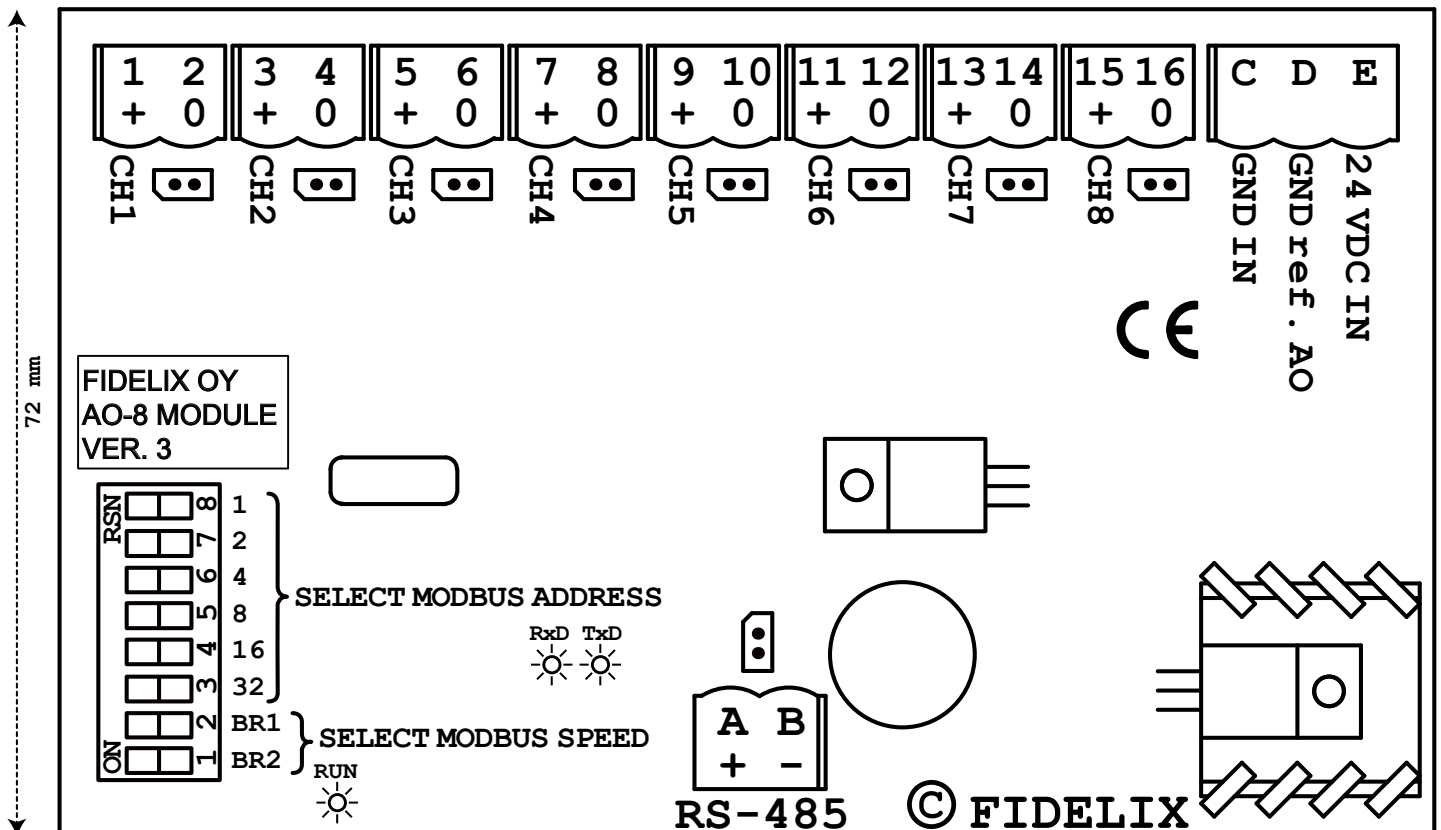 1 2 3 4 5 6 7 8 9 10 11 12 13 14 15 16 C D E
+ 0 + 0 + 0 + 0 + 0 + 0 + 0 + 0
CH1 CH2 CH3 CH4 CH5 CH6 CH7 CH8
GND IN
GND ref. AO
24 VDC IN
CE
72 mm
FIDELIX OY
AO-8 MODULE
VER. 3
RSN
8 1
7 2
6 4
5 8
4 16
3 32
2 BR1
1 BR2
ON
SELECT MODBUS ADDRESS
RxD TxD
SELECT MODBUS SPEED
RUN
A B
+ -
RS-485
© FIDELIX